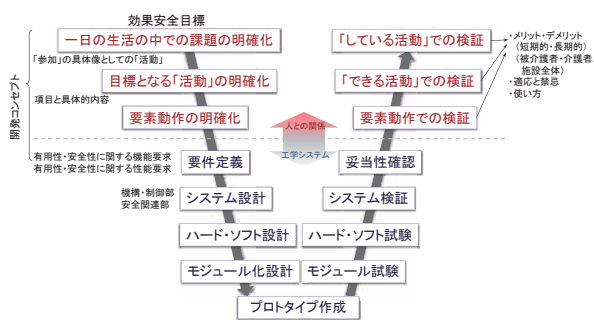 効果安全目標
一日の生活の中での課題の明確化
「参加」の具体像としての「活動」
目標となる「活動」の明確化
項目と具体的内容
要素動作の明確化
開発コンセプト
有用性・安全性に関する機能要求
有用性・安全性に関する性能要求
要件定義
機構・制御部
安全関連部
システム設計
ハード・ソフト設計
モジュール化設計
プロトタイプ作成
モジュール試験
ハード・ソフト試験
システム検証
妥当性確認
人との関係
工学システム
要素動作での検証
「できる活動」での検証
「している活動」での検証
・メリット・デメリット
（短期的・長期的）
（被介護者・介護者、
施設全体）
・適応と禁忌
・使い方